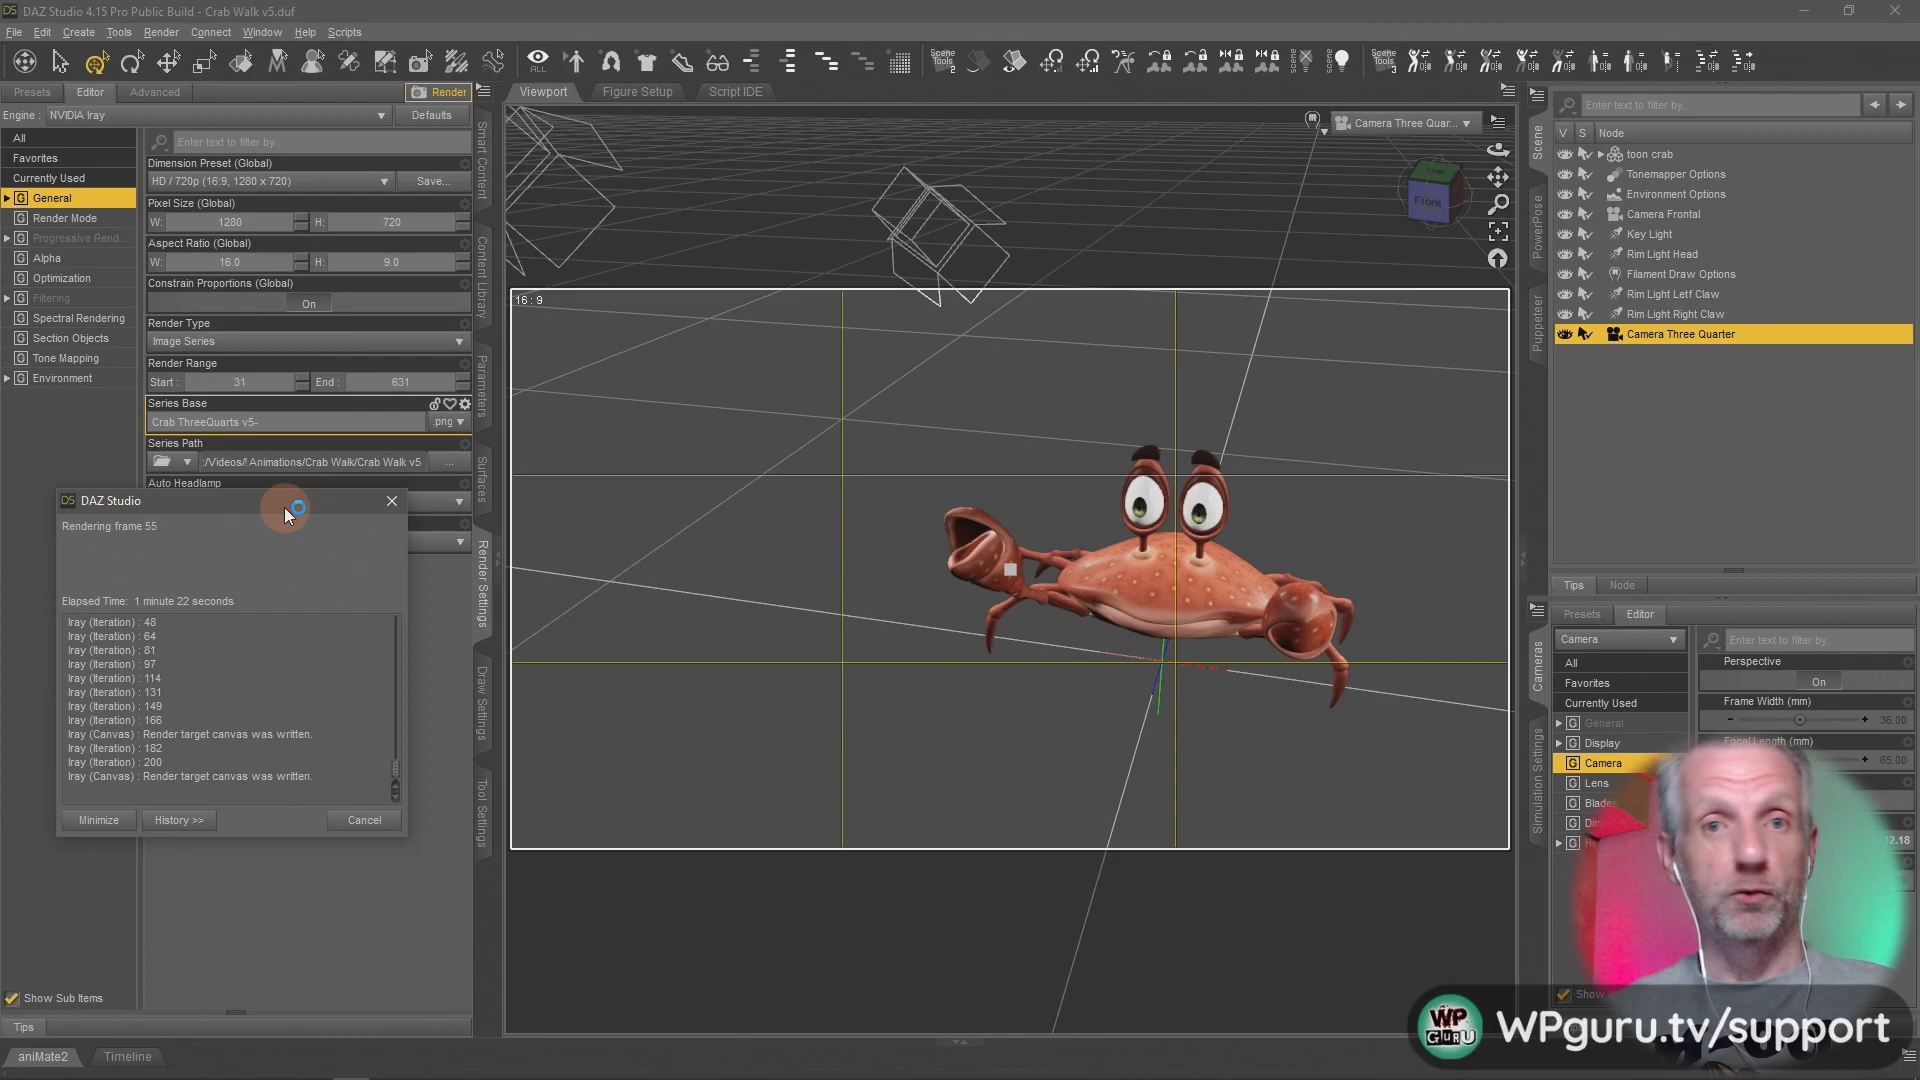 DAZ Studio 4.15 Pro Public Build - Crab Walk v5.duf
File Edit Create Tools Render Connect Window Help Scripts
ALL
Scene Tools 2
scene
scene
Scene Tools 3
Presets Editor Advanced Render
Engine : NVIDIA Iray Defaults
All
Favorites
Currently Used
General
Render Mode
Progressive Rend...
Alpha
Optimization
Filtering
Spectral Rendering
Section Objects
Tone Mapping
Environment
Enter text to filter by...
Dimension Preset (Global)
HD / 720p (16:9, 1280 x 720) Save...
Pixel Size (Global)
W: 1280 H: 720
Aspect Ratio (Global)
W: 16.0 H: 9.0
Constrain Proportions (Global)
On
Render Type
Image Series
Render Range
Start : 31 End : 631
Series Base
Crab ThreeQuarts v5- .png
Series Path
:/Videos/! Animations/Crab Walk/Crab Walk v5 ...
Auto Headlamp
DAZ Studio
Rendering frame 55
Elapsed Time: 1 minute 22 seconds
Iray (Iteration) : 48
Iray (Iteration) : 64
Iray (Iteration) : 81
Iray (Iteration) : 97
Iray (Iteration) : 114
Iray (Iteration) : 131
Iray (Iteration) : 149
Iray (Iteration) : 166
Iray (Canvas) : Render target canvas was written.
Iray (Iteration) : 182
Iray (Iteration) : 200
Iray (Canvas) : Render target canvas was written.
Minimize History >> Cancel
Show Sub Items
Tips
aniMate2 Timeline
Smart Content
Content Library
Parameters
Surfaces
Render Settings
Draw Settings
Tool Settings
Viewport Figure Setup Script IDE
Camera Three Quar...
Front
16 : 9
Scene
PowerPose
Puppeteer
Enter text to filter by...
V S Node
toon crab
Tonemapper Options
Environment Options
Camera Frontal
Key Light
Rim Light Head
Filament Draw Options
Rim Light Letf Claw
Rim Light Right Claw
Camera Three Quarter
Tips Node
Cameras
Simulation Settings
Presets Editor
Camera
Enter text to filter by...
All
Favorites
Currently Used
General
Display
Camera
Lens
Perspective
On
Frame Width (mm)
36.00
Focal Length (mm)
65.00
WP GURU
WPguru.tv/support